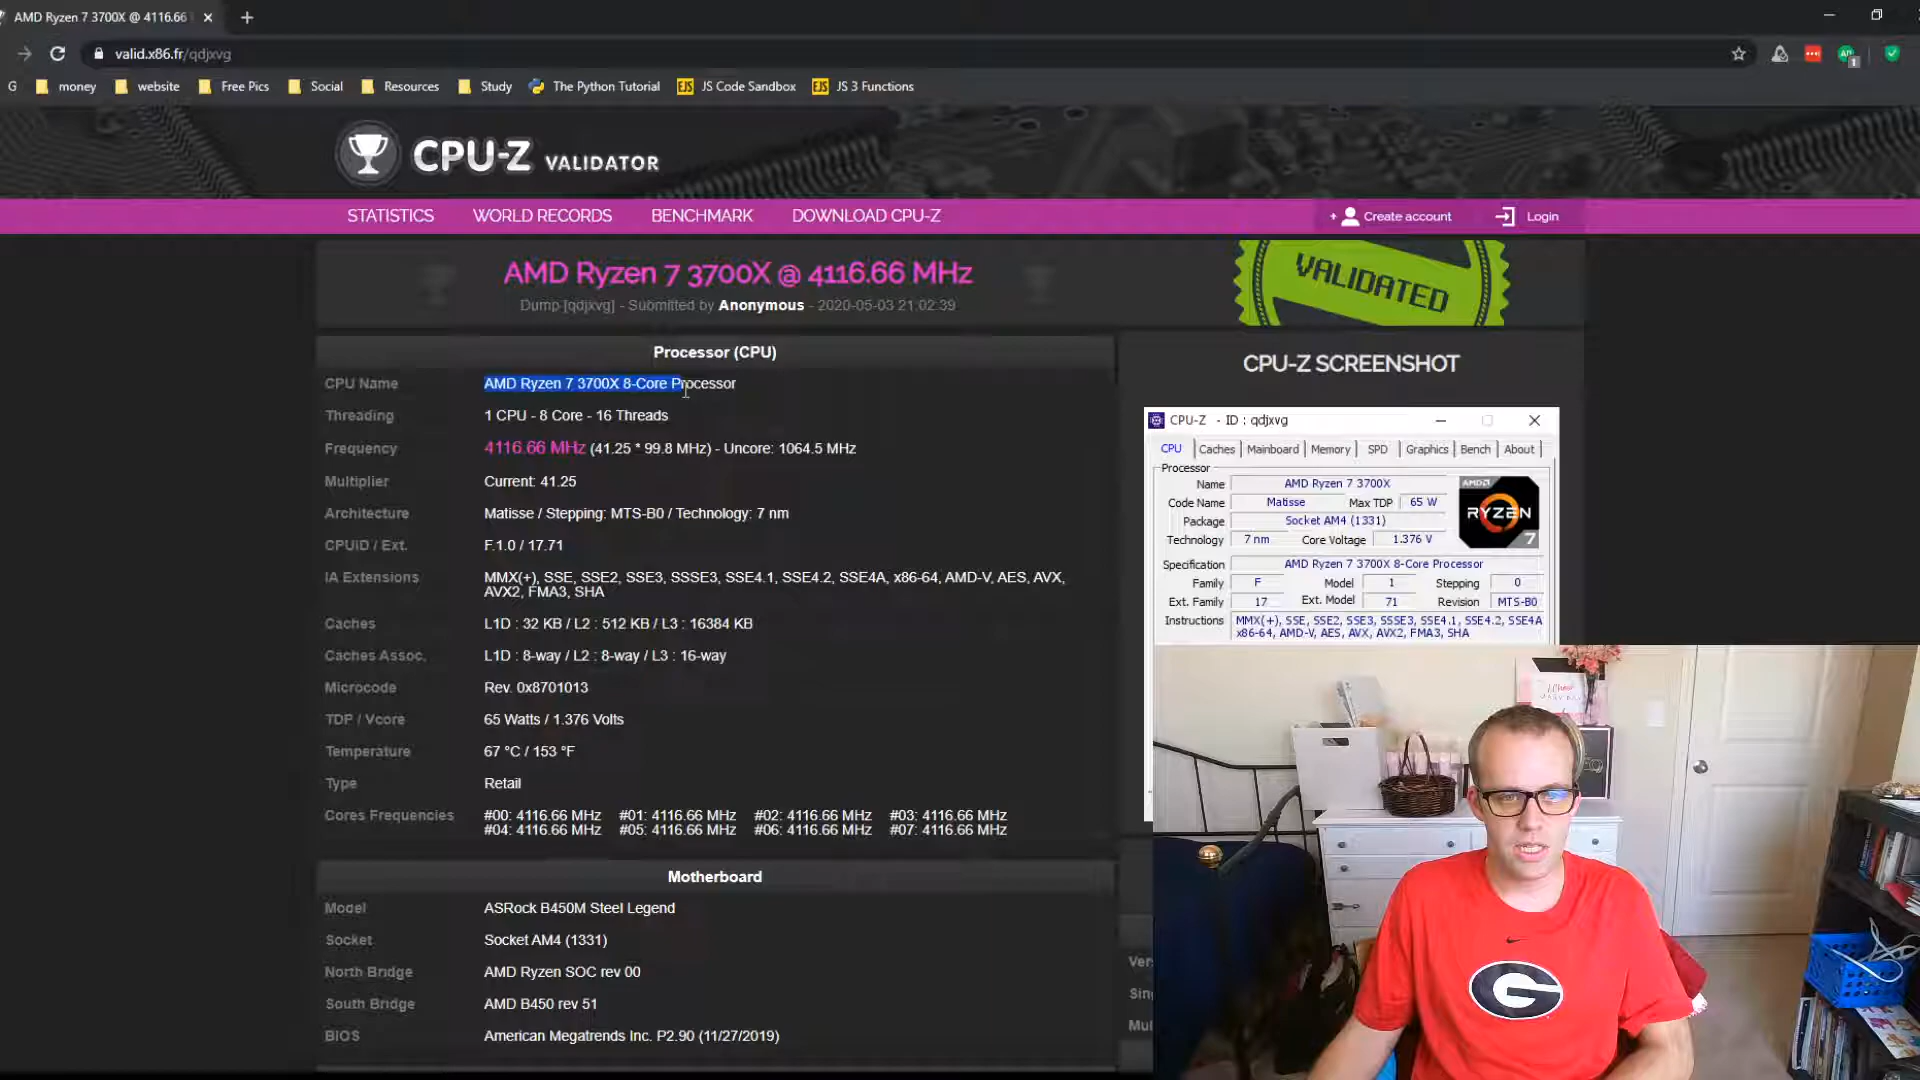 AMD Ryzen 7 3700X @ 4116.66
valid.x86.fr/qdjxvg
G money website Free Pics Social Resources Study The Python Tutorial EJS JS Code Sandbox EJS JS 3 Functions
1
CPU-Z VALIDATOR
STATISTICS WORLD RECORDS BENCHMARK DOWNLOAD CPU-Z + Create account Login
AMD Ryzen 7 3700X @ 4116.66 MHz
Dump [qdjxvg] - Submitted by Anonymous - 2020-05-03 21:02:39
VALIDATED
Processor (CPU)
CPU Name AMD Ryzen 7 3700X 8-Core Processor
Threading 1 CPU - 8 Core - 16 Threads
Frequency 4116.66 MHz (41.25 * 99.8 MHz) - Uncore: 1064.5 MHz
Multiplier Current: 41.25
Architecture Matisse / Stepping: MTS-B0 / Technology: 7 nm
CPUID / Ext. F.1.0 / 17.71
IA Extensions MMX(+), SSE, SSE2, SSE3, SSSE3, SSE4.1, SSE4.2, SSE4A, x86-64, AMD-V, AES, AVX,
AVX2, FMA3, SHA
Caches L1D : 32 KB / L2 : 512 KB / L3 : 16384 KB
Caches Assoc. L1D : 8-way / L2 : 8-way / L3 : 16-way
Microcode Rev. 0x8701013
TDP / Vcore 65 Watts / 1.376 Volts
Temperature 67 °C / 153 °F
Type Retail
Cores Frequencies #00: 4116.66 MHz #01: 4116.66 MHz #02: 4116.66 MHz #03: 4116.66 MHz
#04: 4116.66 MHz #05: 4116.66 MHz #06: 4116.66 MHz #07: 4116.66 MHz
Motherboard
Model ASRock B450M Steel Legend
Socket Socket AM4 (1331)
North Bridge AMD Ryzen SOC rev 00
South Bridge AMD B450 rev 51
BIOS American Megatrends Inc. P2.90 (11/27/2019)
CPU-Z SCREENSHOT
CPU-Z - ID : qdjxvg
CPU Caches Mainboard Memory SPD Graphics Bench About
Processor
Name AMD Ryzen 7 3700X
Code Name Matisse Max TDP 65 W
Package Socket AM4 (1331)
Technology 7 nm Core Voltage 1.376 V
AMD RYZEN 7
Specification AMD Ryzen 7 3700X 8-Core Processor
Family F Model 1 Stepping 0
Ext. Family 17 Ext. Model 71 Revision MTS-B0
Instructions MMX(+), SSE, SSE2, SSE3, SSSE3, SSE4.1, SSE4.2, SSE4A
x86-64, AMD-V, AES, AVX, AVX2, FMA3, SHA
Ver
Sin
Mul
G